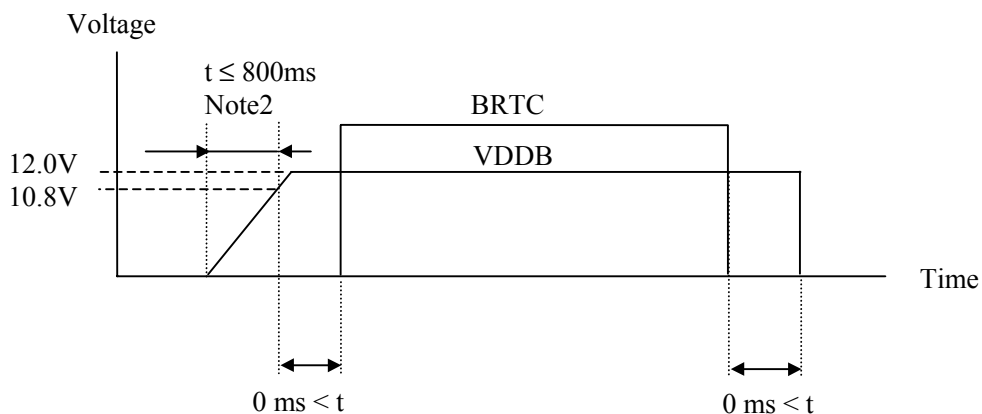 Voltage
t ≤ 800ms
Note2
BRTC
VDDB
12.0V
10.8V
Time
0 ms < t
0 ms < t